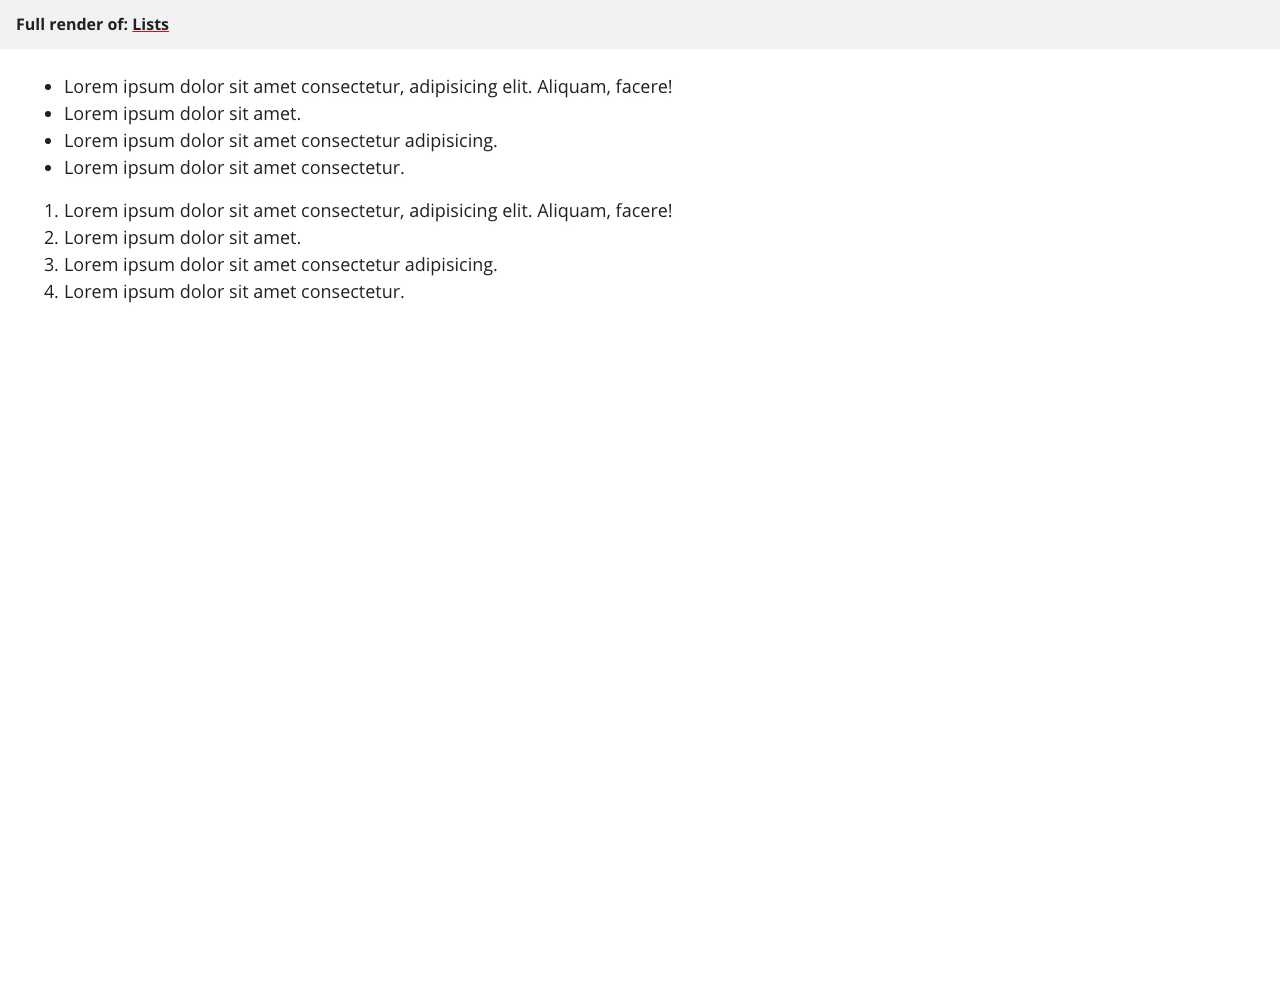 Full render of: Lists
• Lorem ipsum dolor sit amet consectetur, adipisicing elit. Aliquam, facere!
• Lorem ipsum dolor sit amet.
• Lorem ipsum dolor sit amet consectetur adipisicing.
• Lorem ipsum dolor sit amet consectetur.
1. Lorem ipsum dolor sit amet consectetur, adipisicing elit. Aliquam, facere!
2. Lorem ipsum dolor sit amet.
3. Lorem ipsum dolor sit amet consectetur adipisicing.
4. Lorem ipsum dolor sit amet consectetur.